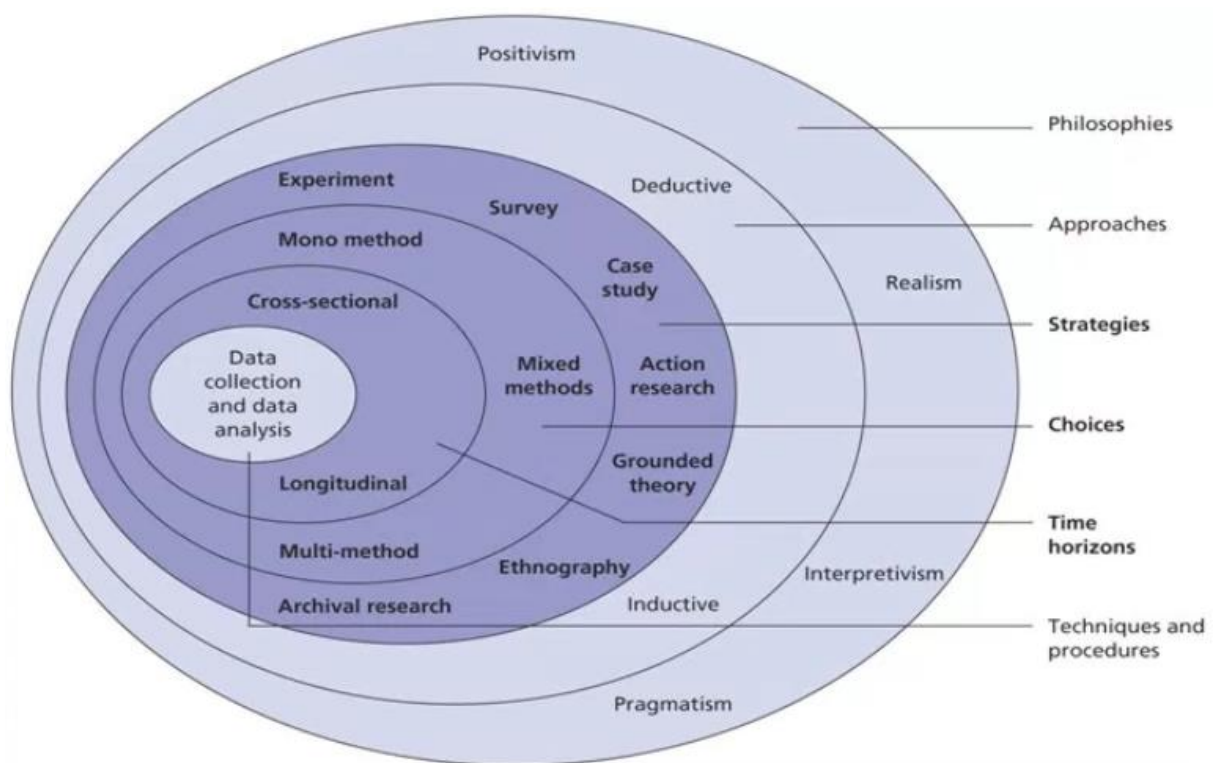 Positivism
Philosophies
Experiment
Deductive
Survey
Approaches
Mono method
Case
study
Realism
Cross-sectional
Strategies
Data
collection
and data
analysis
Mixed
methods
Action
research
Choices
Grounded
theory
Longitudinal
Time
horizons
Multi-method
Ethnography
Interpretivism
Archival research
Inductive
Techniques and
procedures
Pragmatism